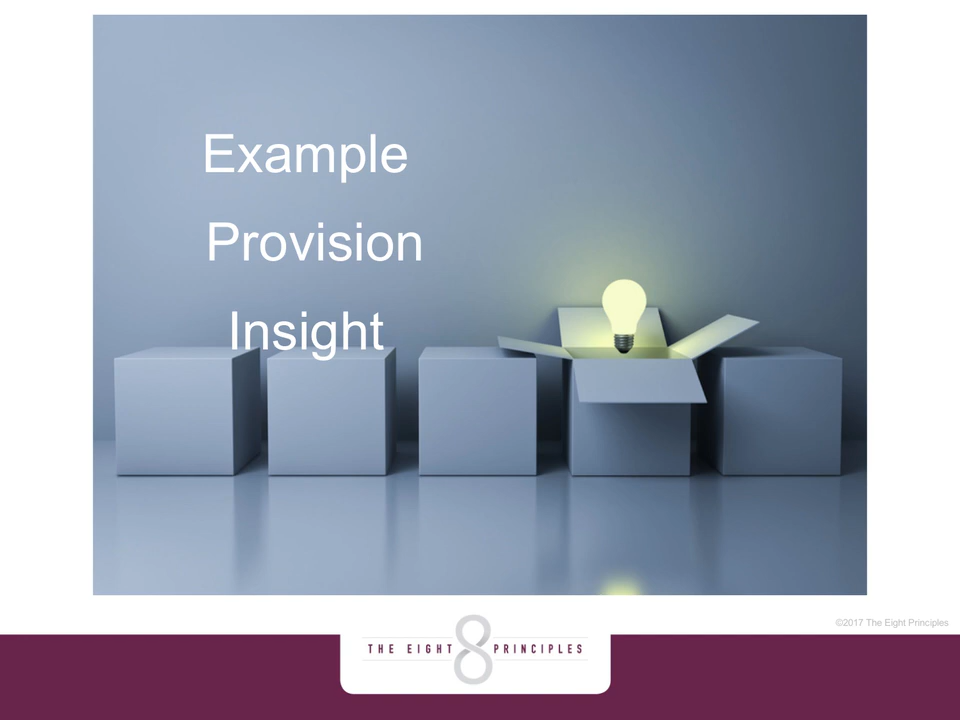 Example
Provision
Insight
©2017 The Eight Principles
THE EIGHT 8 PRINCIPLES